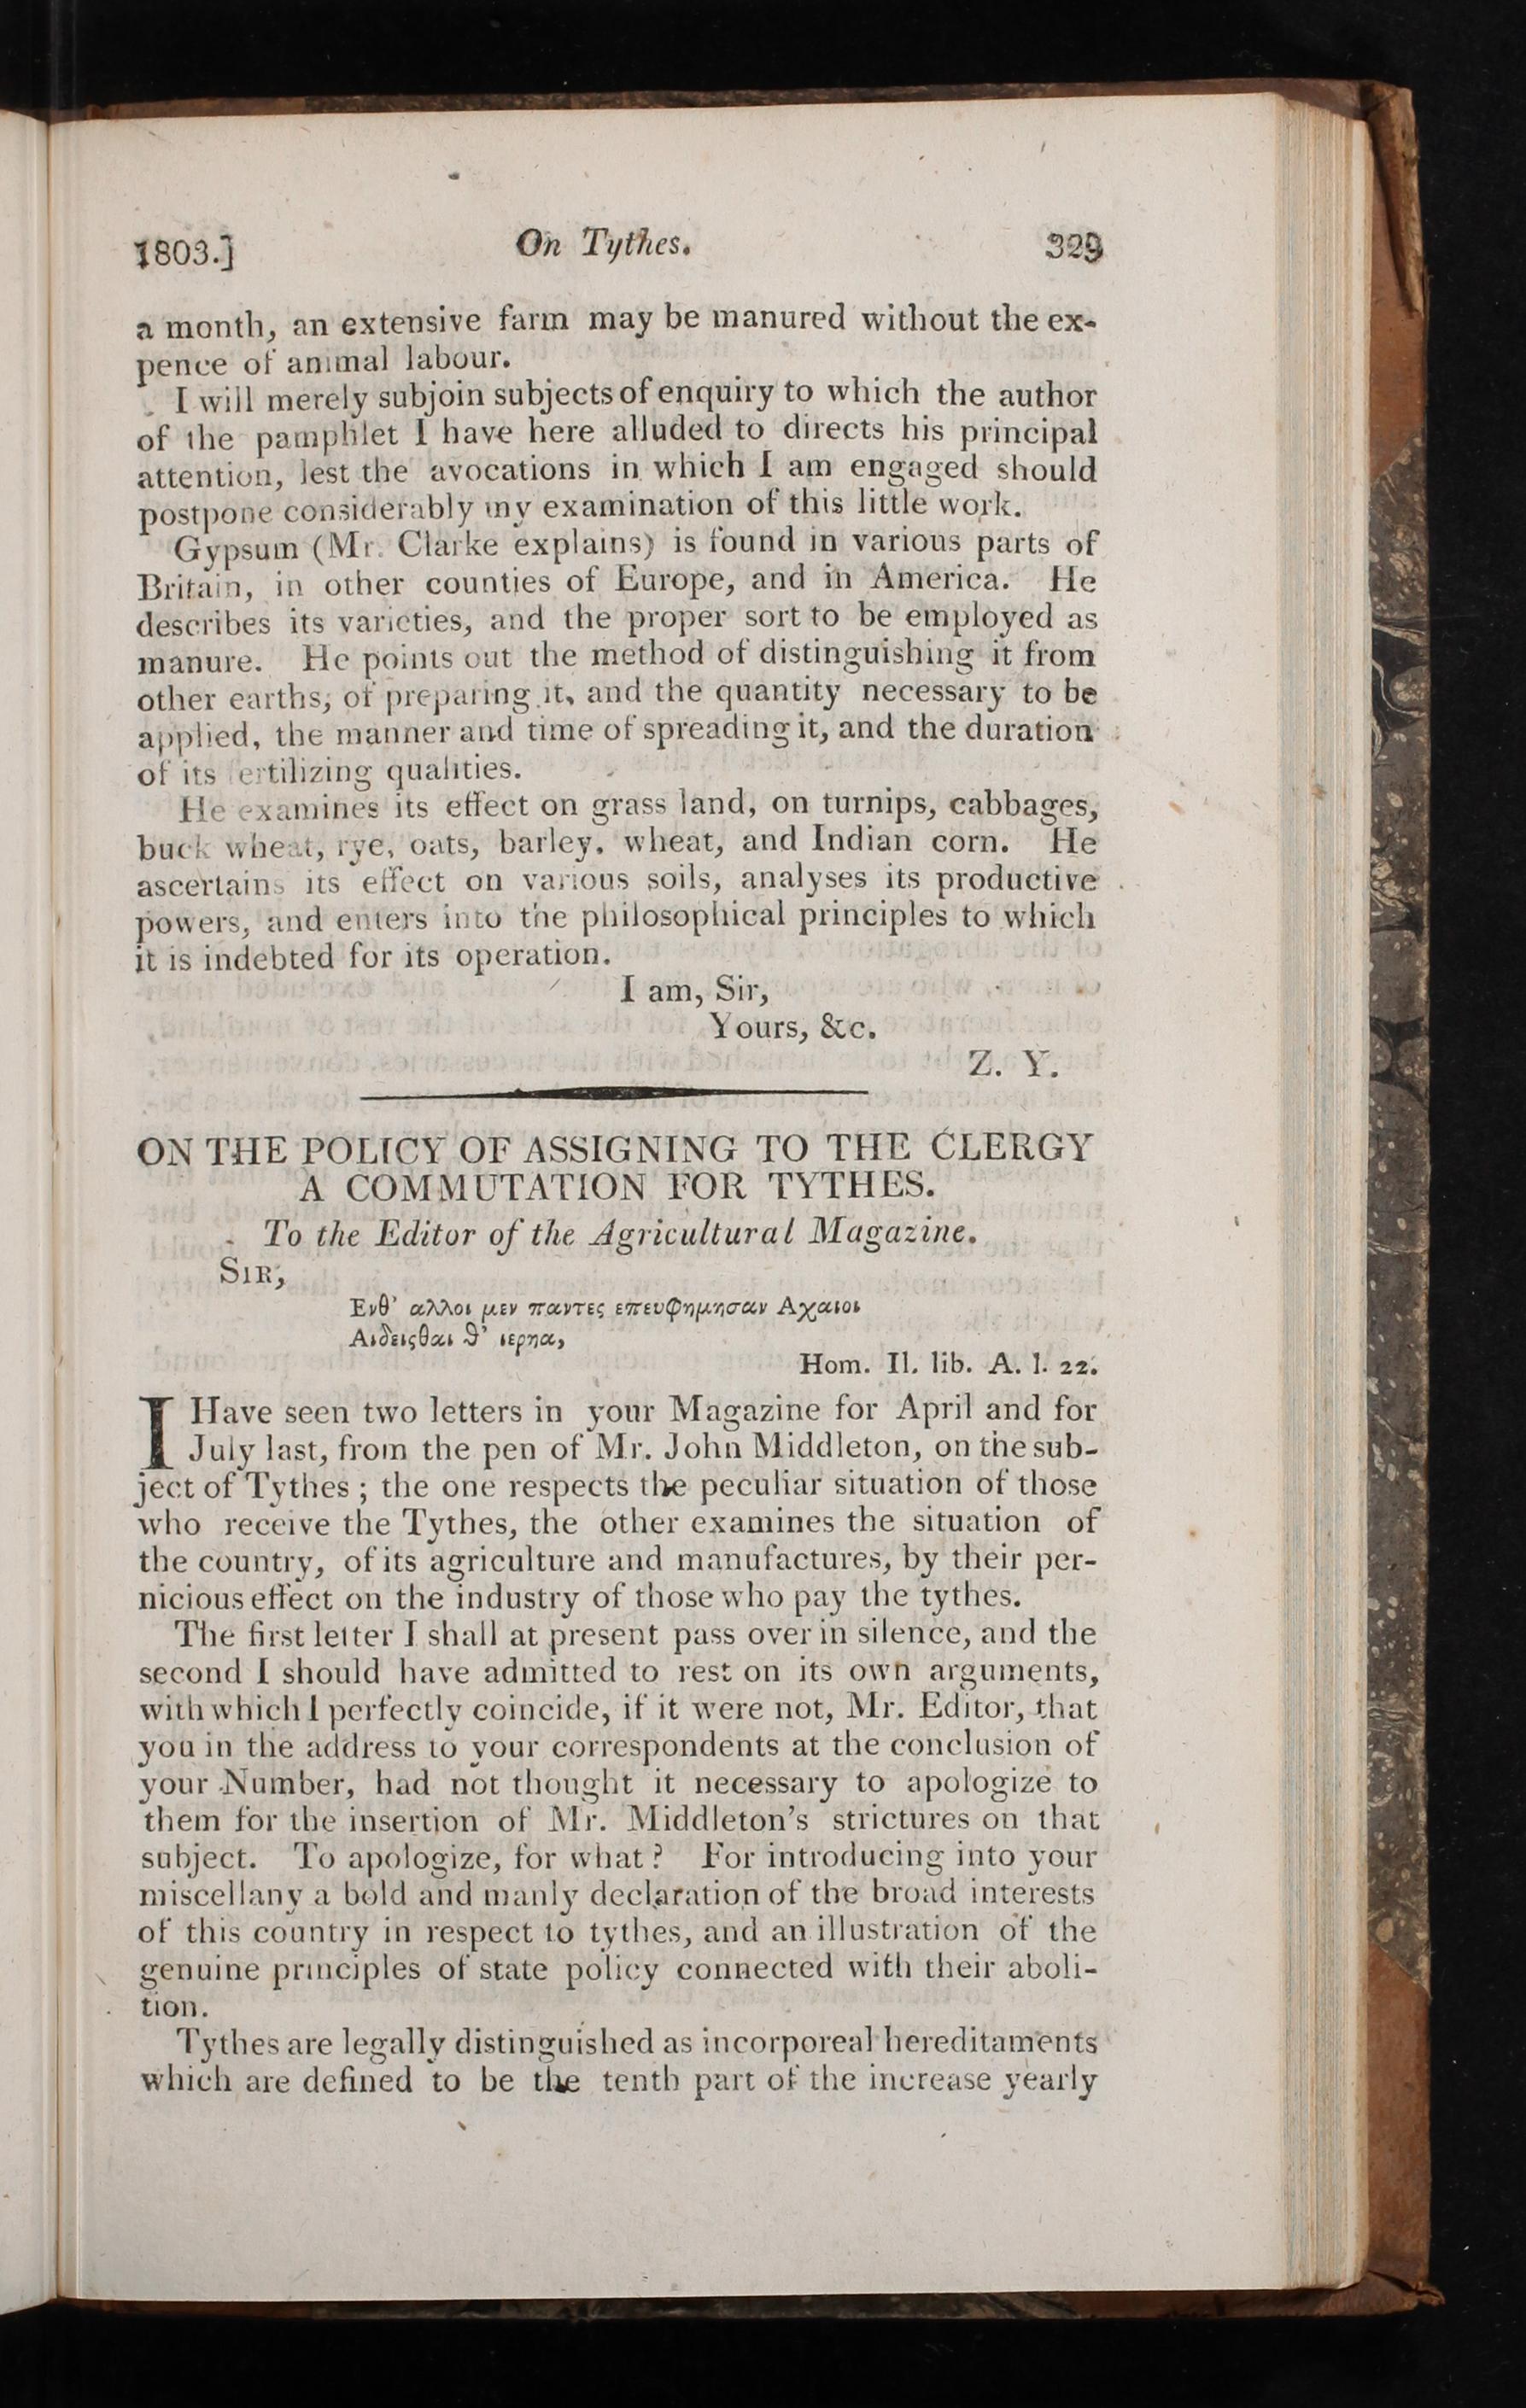 1803.] On Tythes. 329
a month, an extensive farm may be manured without the ex-
pence of animal labour.
I will merely subjoin subjects of enquiry to which the author
of the pamphlet I have here alluded to directs his principal
attention, lest the avocations in which I am engaged should
postpone considerably my examination of this little work.
Gypsum (Mr. Clarke explains) is found in various parts of
Britain, in other counties of Europe, and in America. He
describes its varieties, and the proper sort to be employed as
manure. He points out the method of distinguishing it from
other earths; of preparing it, and the quantity necessary to be
applied, the manner and time of spreading it, and the duration
of its fertilizing qualities.
He examines its effect on grass land, on turnips, cabbages,
buck wheat, rye, oats, barley, wheat, and Indian corn. He
ascertains its effect on various soils, analyses its productive
powers, and enters into the philosophical principles to which
it is indebted for its operation.
I am, Sir,
Yours, &c.
Z. Y.
ON THE POLICY OF ASSIGNING TO THE CLERGY
A COMMUTATION FOR TYTHES.
To the Editor of the Agricultural Magazine.
SIR,
Ενθ' αλλοι μεν παντες επευφημησαν Αχαιοι
Αιδειςθαι ϑ' ιερηα,
Hom. Il. lib. A. l. 22.
I Have seen two letters in your Magazine for April and for
July last, from the pen of Mr. John Middleton, on the sub-
ject of Tythes; the one respects the peculiar situation of those
who receive the Tythes, the other examines the situation of
the country, of its agriculture and manufactures, by their per-
nicious effect on the industry of those who pay the tythes.
The first letter I shall at present pass over in silence, and the
second I should have admitted to rest on its own arguments,
with which I perfectly coincide, if it were not, Mr. Editor, that
you in the address to your correspondents at the conclusion of
your Number, had not thought it necessary to apologize to
them for the insertion of Mr. Middleton's strictures on that
subject. To apologize, for what? For introducing into your
miscellany a bold and manly declaration of the broad interests
of this country in respect to tythes, and an illustration of the
genuine principles of state policy connected with their aboli-
tion.
Tythes are legally distinguished as incorporeal hereditaments
which are defined to be the tenth part of the increase yearly